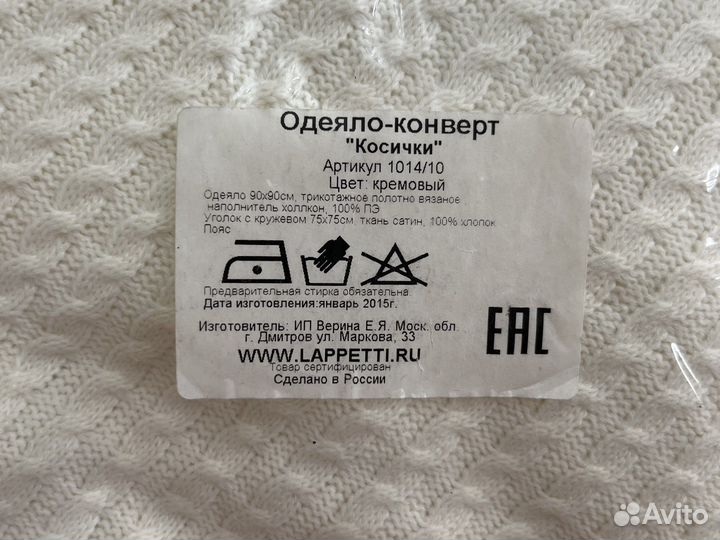 Одеяло-конверт
"Косички"
Артикул 1014/10
Цвет: кремовый
Одеяло 90х90см, трикотажное полотно вязаное
наполнитель холлкон, 100% ПЭ
Уголок с кружевом 75х75см, ткань сатин, 100% хлопок
Пояс
Предварительная стирка обязательна.
Дата изготовления:январь 2015г.
Изготовитель: ИП Верина Е.Я. Моск. обл.
г. Дмитров ул. Маркова, 33
WWW.LAPPETTI.RU
Товар сертифицирован
Сделано в России
EAC
Avito